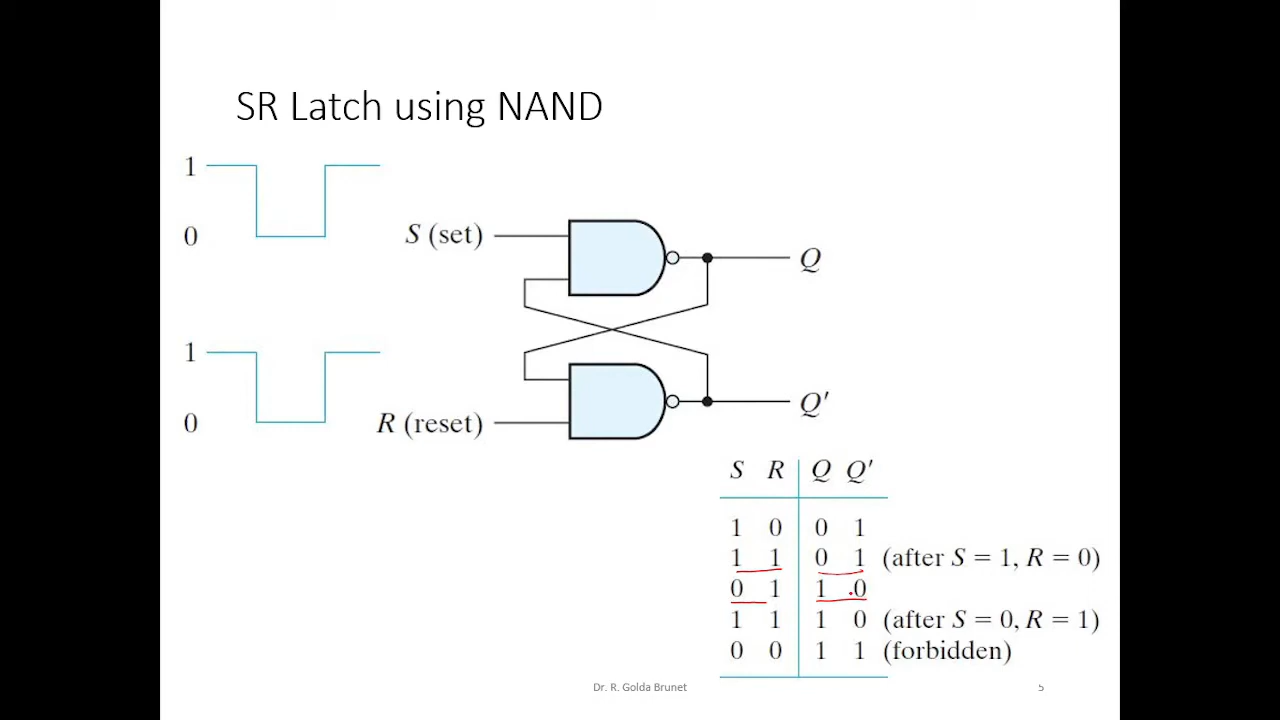 SR Latch using NAND
1
0
S (set)
Q
1
0
R (reset)
Q′
S R Q Q′
1 0 0 1
1 1 0 1 (after S = 1, R = 0)
0 1 1 0
1 1 1 0 (after S = 0, R = 1)
0 0 1 1 (forbidden)
Dr. R. Golda Brunet
5